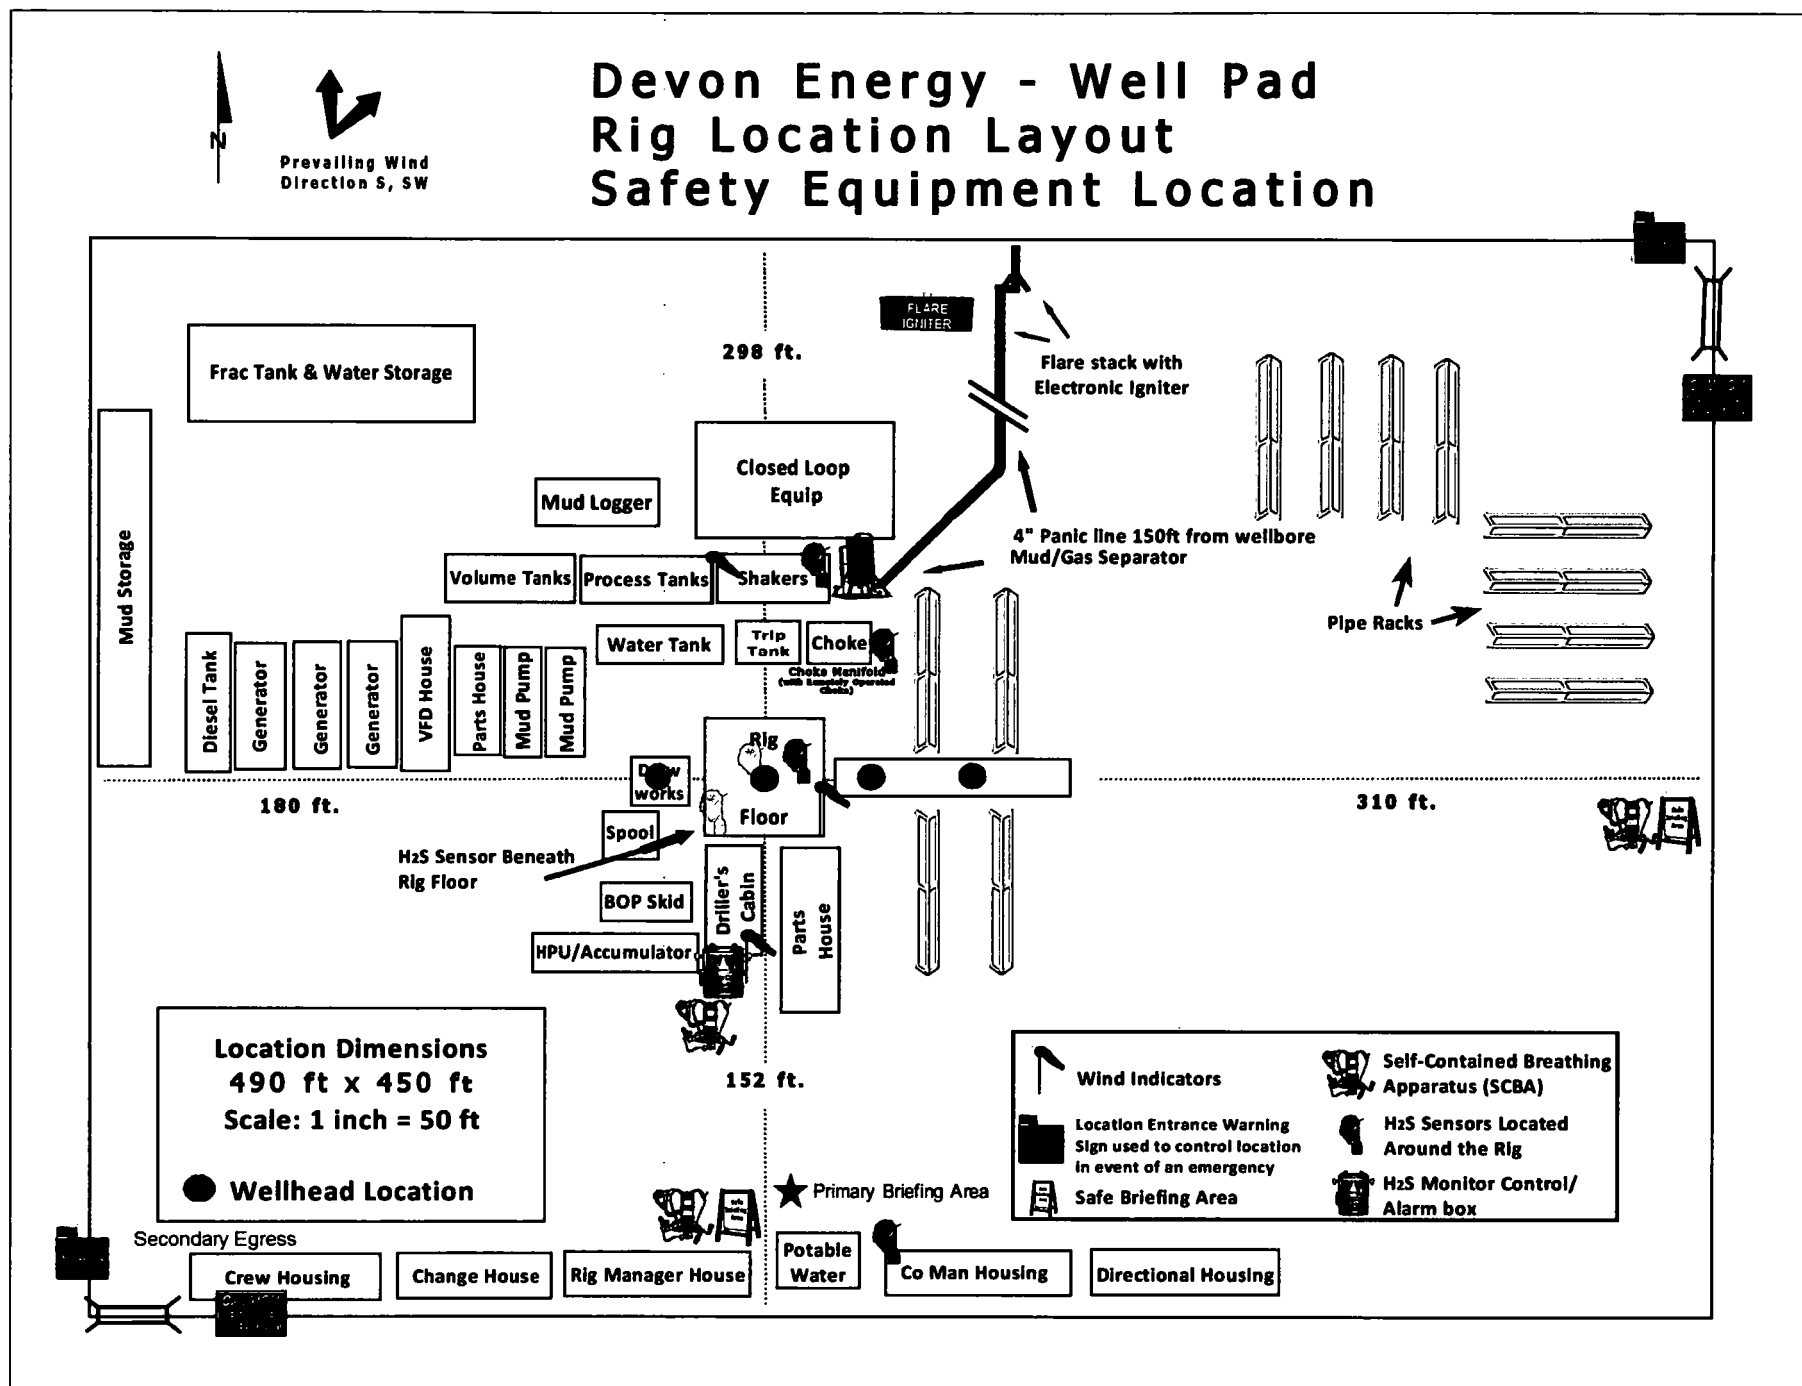 Devon Energy - Well Pad
Rig Location Layout
Safety Equipment Location
N
Prevailing Wind
Direction S, SW
FLARE
IGNITER
298 ft.
Flare stack with
Electronic Igniter
Frac Tank & Water Storage
Mud Storage
Closed Loop
Equip
Mud Logger
4" Panic line 150ft from wellbore
Mud/Gas Separator
Volume Tanks
Process Tanks
Shakers
Pipe Racks
Diesel Tank
Generator
Generator
Generator
VFD House
Parts House
Mud Pump
Mud Pump
Water Tank
Trip
Tank
Choke
Choke Manifold
(with Remotely Operated
Choke)
Rig
Floor
Draw
works
180 ft.
310 ft.
Spool
H2S Sensor Beneath
Rig Floor
BOP Skid
Driller's
Cabin
Parts
House
HPU/Accumulator
Location Dimensions
490 ft x 450 ft
Scale: 1 inch = 50 ft
Wellhead Location
152 ft.
Wind Indicators
Location Entrance Warning
Sign used to control location
in event of an emergency
Safe Briefing Area
Self-Contained Breathing
Apparatus (SCBA)
H2S Sensors Located
Around the Rig
H2S Monitor Control/
Alarm box
Primary Briefing Area
Secondary Egress
Crew Housing
Change House
Rig Manager House
Potable
Water
Co Man Housing
Directional Housing